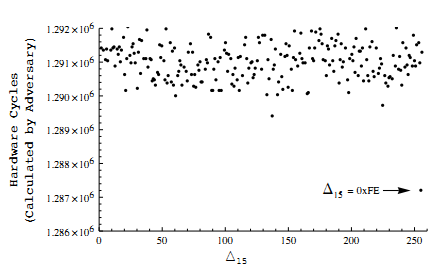 Hardware Cycles
(Calculated by Adversary)
1.292×10⁶
1.291×10⁶
1.290×10⁶
1.289×10⁶
1.288×10⁶
1.287×10⁶
1.286×10⁶
Δ₁₅ = 0xFE
0 50 100 150 200 250
Δ₁₅